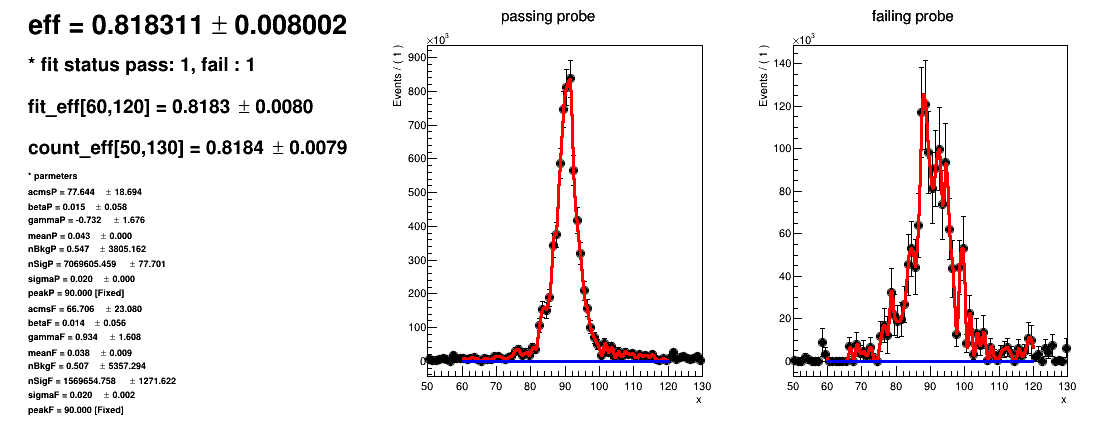 eff = 0.818311 ± 0.008002
* fit status pass: 1, fail : 1
fit_eff[60,120] = 0.8183 ± 0.0080
count_eff[50,130] = 0.8184 ± 0.0079
* parmeters
acmsP = 77.644 ± 18.694
betaP = 0.015 ± 0.058
gammaP = -0.732 ± 1.676
meanP = 0.043 ± 0.000
nBkgP = 0.547 ± 3805.162
nSigP = 7069605.459 ± 77.701
sigmaP = 0.020 ± 0.000
peakP = 90.000 [Fixed]
acmsF = 66.706 ± 23.080
betaF = 0.014 ± 0.056
gammaF = 0.934 ± 1.608
meanF = 0.038 ± 0.009
nBkgF = 0.507 ± 5357.294
nSigF = 1569654.758 ± 1271.622
sigmaF = 0.020 ± 0.002
peakF = 90.000 [Fixed]
passing probe
×10³
Events / ( 1 )
900
800
700
600
500
400
300
200
100
0
50 60 70 80 90 100 110 120 130
x
failing probe
×10³
Events / ( 1 )
140
120
100
80
60
40
20
0
50 60 70 80 90 100 110 120 130
x